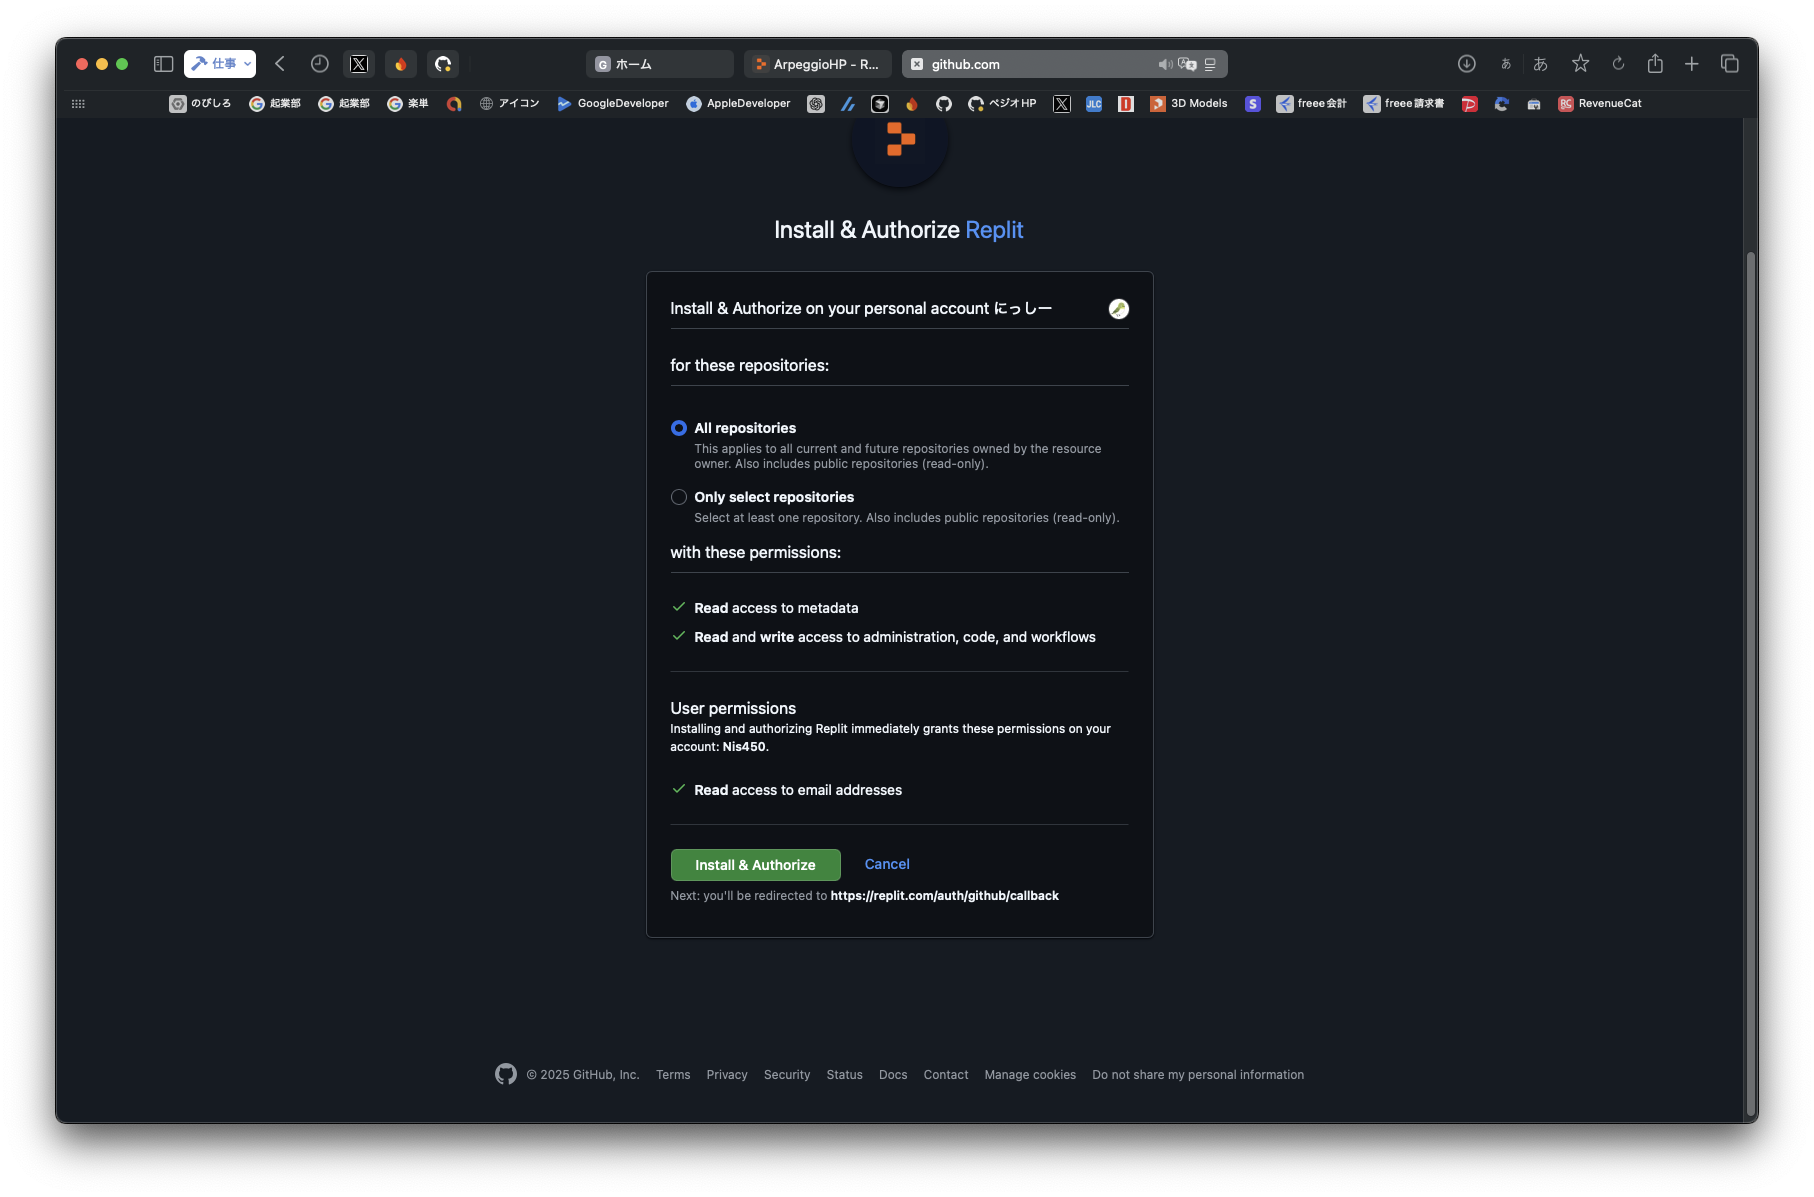 仕事
ホーム
ArpeggioHP - R...
github.com
あ
あ
のびしろ
起業部
起業部
楽単
アイコン
GoogleDeveloper
AppleDeveloper
ペジオHP
JLC
3D Models
S
freee会計
freee請求書
RC
RevenueCat
Install & Authorize Replit
Install & Authorize on your personal account にっしー
for these repositories:
All repositories
This applies to all current and future repositories owned by the resource
owner. Also includes public repositories (read-only).
Only select repositories
Select at least one repository. Also includes public repositories (read-only).
with these permissions:
Read access to metadata
Read and write access to administration, code, and workflows
User permissions
Installing and authorizing Replit immediately grants these permissions on your
account: Nis450.
Read access to email addresses
Install & Authorize
Cancel
Next: you'll be redirected to https://replit.com/auth/github/callback
© 2025 GitHub, Inc.
Terms
Privacy
Security
Status
Docs
Contact
Manage cookies
Do not share my personal information